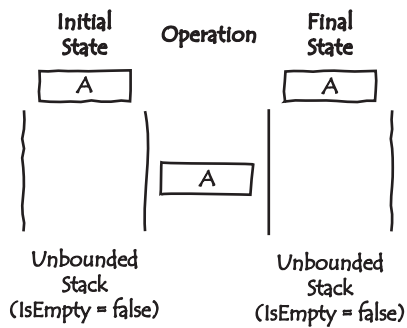 Initial
State
Operation
Final
State
A
A
A
Unbounded
Stack
(IsEmpty = false)
Unbounded
Stack
(IsEmpty = false)